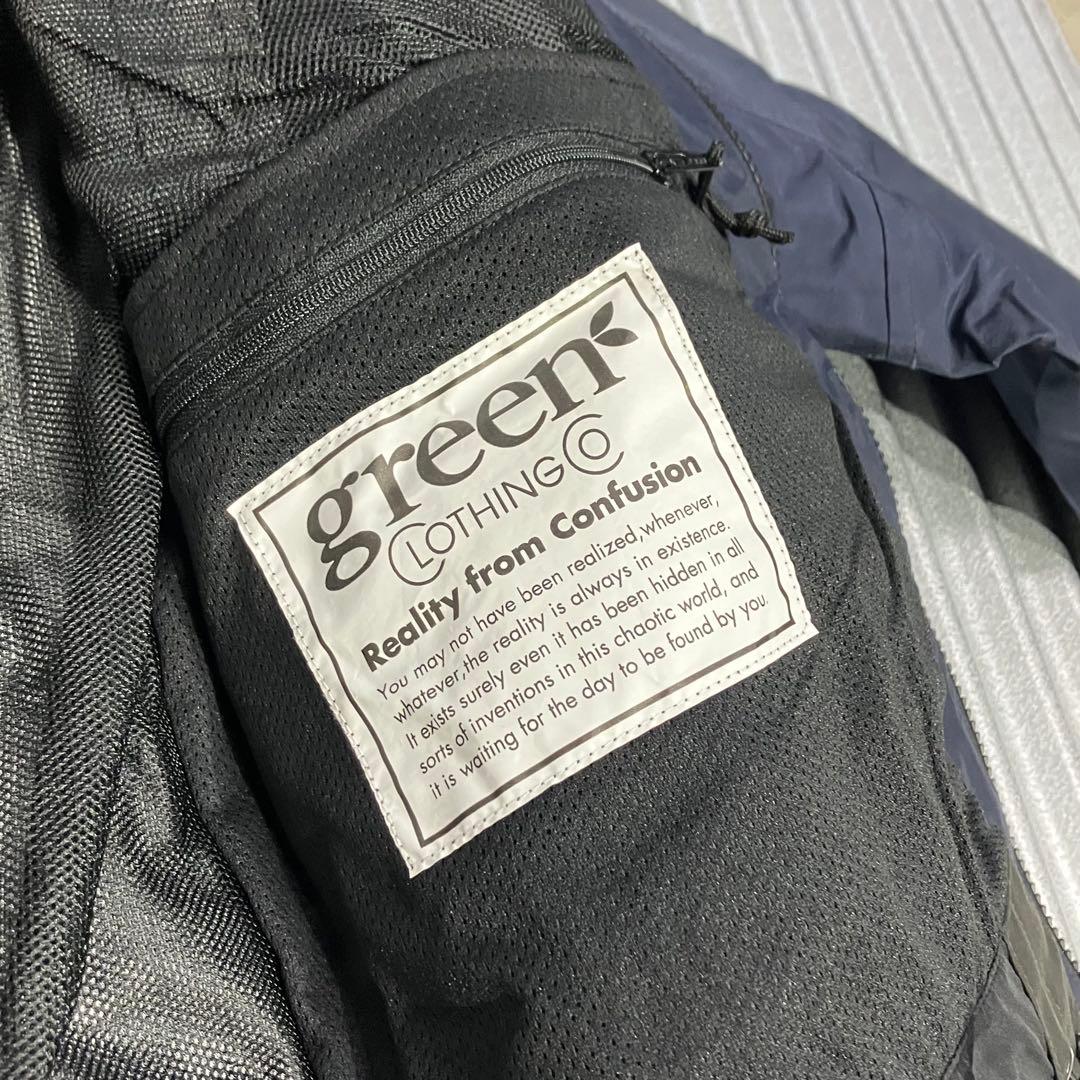 green
CLOTHING CO
Reality from Confusion
You may not have been realized,whenever,
whatever,the reality is always in existence.
It exists surely even it has been hidden in all
sorts of inventions in this chaotic world, and
it is waiting for the day to be found by you.